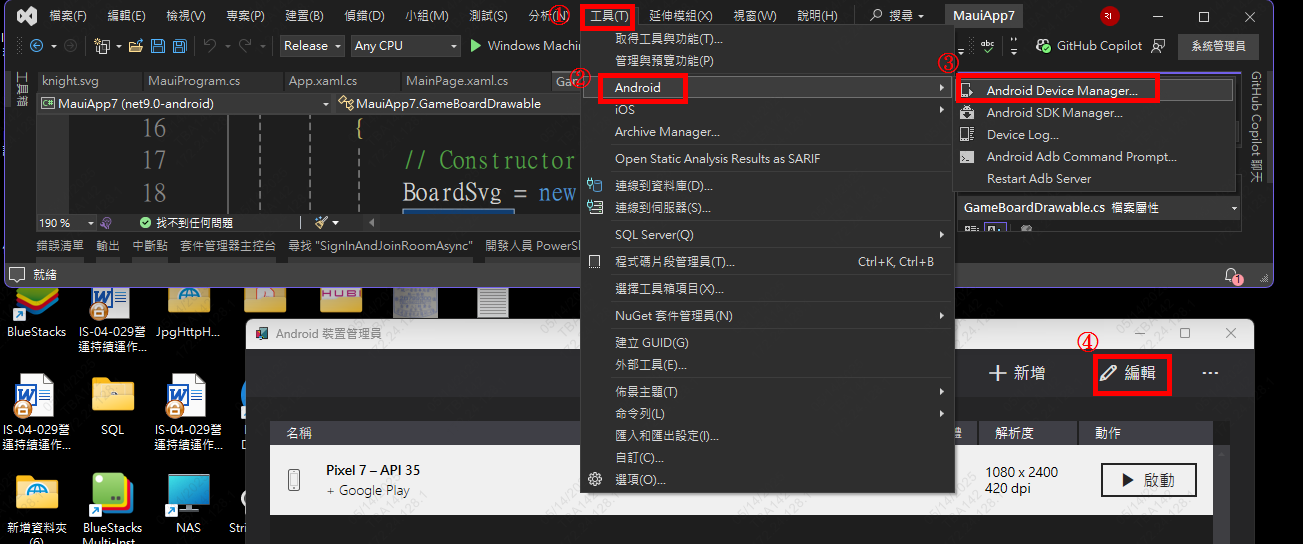 檔案(F) 編輯(E) 檢視(V) 專案(P) 建置(B) 偵錯(D) 小組(M) 測試(S) 分析(N) ① 工具(T) 延伸模組(X) 視窗(W) 說明(H) 搜尋 MauiApp7
Release Any CPU Windows Machin GitHub Copilot 系統管理員
工具箱
knight.svg MauiProgram.cs App.xaml.cs MainPage.xaml.cs
MauiApp7 (net9.0-android) MauiApp7.GameBoardDrawable
16 {
17 // Constructor
18 BoardSvg = new
190 % 找不到任何問題
錯誤清單 輸出 中斷點 套件管理器主控台 尋找 "SignInAndJoinRoomAsync" 開發人員 PowerSh
就緒
取得工具與功能(T)...
管理與預覽功能(P)
② Android
iOS
Archive Manager...
Open Static Analysis Results as SARIF
連線到資料庫(D)...
連線到伺服器(S)...
SQL Server(Q)
程式碼片段管理員(T)... Ctrl+K, Ctrl+B
選擇工具箱項目(X)...
NuGet 套件管理員(N)
建立 GUID(G)
外部工具(E)...
佈景主題(T)
命令列(L)
匯入和匯出設定(I)...
自訂(C)...
選項(O)...
③ Android Device Manager...
Android SDK Manager...
Device Log...
Android Adb Command Prompt...
Restart Adb Server
GameBoardDrawable.cs 檔案屬性
GitHub Copilot 聊天
1
BlueStacks
IS-04-029營
運持續運作...
JpgHttpH...
IS-04-029營
運持續運作...
SQL
IS-04-029營
運持續運作...
新增資料夾
(6)
BlueStacks
Multi-Inst...
NAS
Android 裝置管理員
新增 ④ 編輯 ...
名稱 解析度 動作
Pixel 7 – API 35
+ Google Play
1080 x 2400
420 dpi
啟動